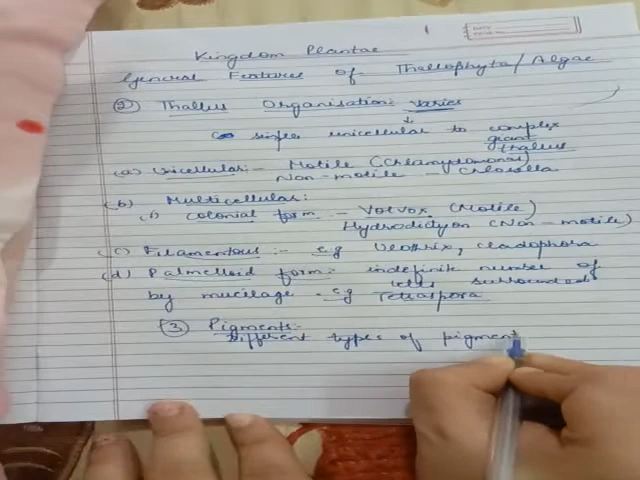 Kingdom Plantae
General Features of Thallophyta/Algae
② Thallus Organisation: varies
simple unicellular to complex
giant
thallus
(a) Unicellular:- Motile (Chlamydomonas)
Non-motile - Chlorella
(b) Multicellular:
(i) colonial form - Volvox (Motile)
Hydrodictyon (Non-motile)
(c) Filamentous:- e.g Ulothrix, cladophora
(d) Palmelloid form: indefinite number of
cells surrounded
by mucilage. eg Tetraspora
③ Pigments:-
Different types of pigment